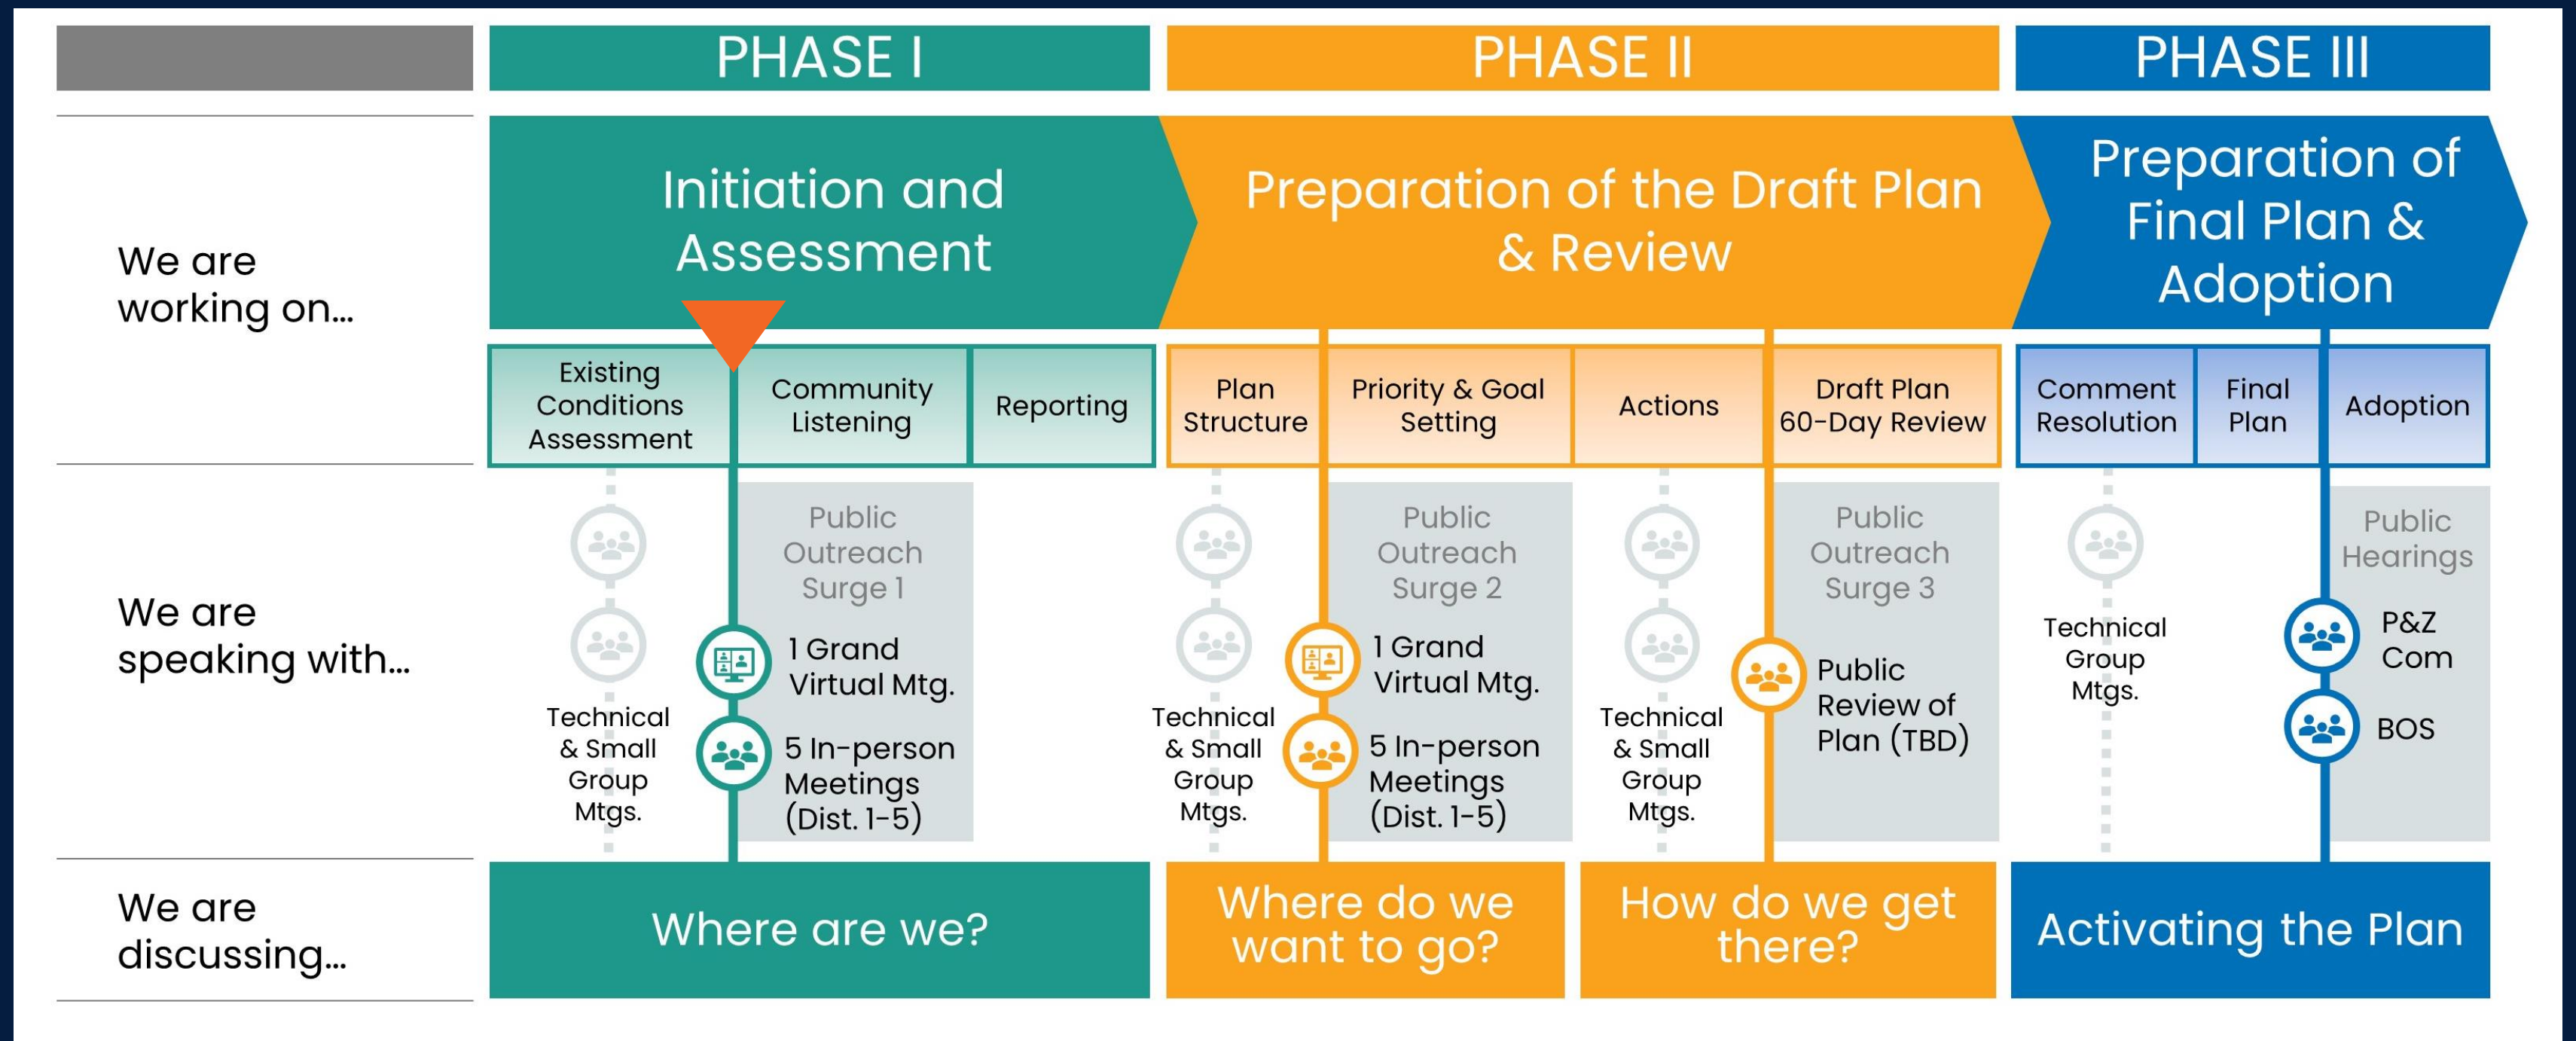 PHASE I
PHASE II
PHASE III
We are
working on...
Initiation and
Assessment
Preparation of the Draft Plan
& Review
Preparation of
Final Plan &
Adoption
Existing
Conditions
Assessment
Community
Listening
Reporting
Plan
Structure
Priority & Goal
Setting
Actions
Draft Plan
60-Day Review
Comment
Resolution
Final
Plan
Adoption
We are
speaking with...
Technical
& Small
Group
Mtgs.
Public
Outreach
Surge 1
1 Grand
Virtual Mtg.
5 In-person
Meetings
(Dist. 1-5)
Technical
& Small
Group
Mtgs.
Public
Outreach
Surge 2
1 Grand
Virtual Mtg.
5 In-person
Meetings
(Dist. 1-5)
Technical
& Small
Group
Mtgs.
Public
Outreach
Surge 3
Public
Review of
Plan (TBD)
Technical
Group
Mtgs.
Public
Hearings
P&Z
Com
BOS
We are
discussing...
Where are we?
Where do we
want to go?
How do we get
there?
Activating the Plan